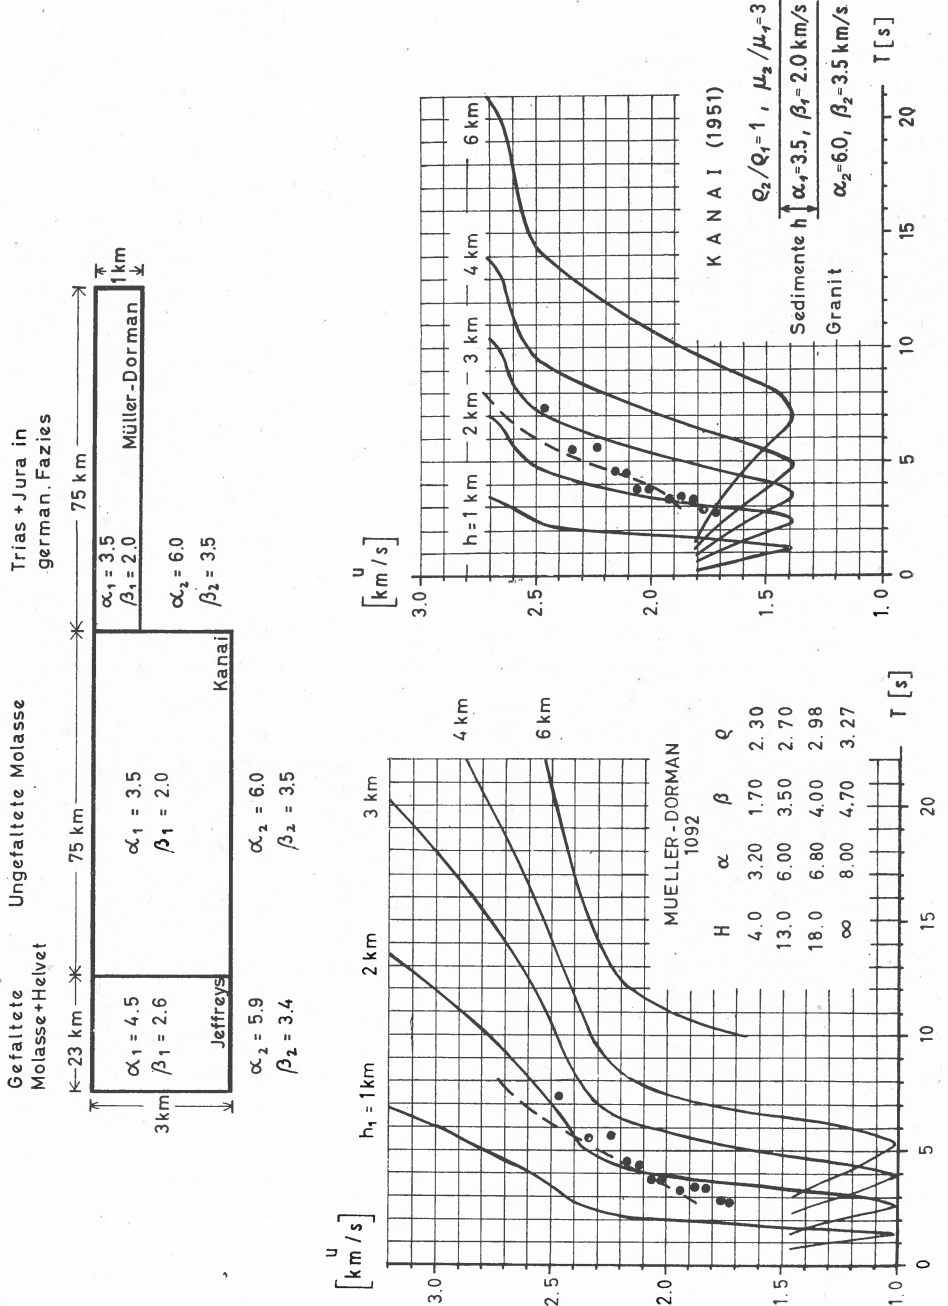 Gefaltete
Molasse+Helvet
Ungefaltete Molasse
Trias + Jura in
german. Fazies
23 km
75 km
75 km
3km
1km
α₁ = 4.5
β₁ = 2.6
Jeffreys
α₁ = 3.5
β₁ = 2.0
Kanai
α₁ = 3.5
β₁ = 2.0
Müller-Dorman
α₂ = 5.9
β₂ = 3.4
α₂ = 6.0
β₂ = 3.5
α₂ = 6.0
β₂ = 3.5
u
[km/s]
3.0
2.5
2.0
1.5
1.0
h₁ = 1km
2 km
3 km
4 km
6 km
MUELLER-DORMAN
1092
H α β ϱ
4.0 3.20 1.70 2.30
13.0 6.00 3.50 2.70
18.0 6.80 4.00 2.98
∞ 8.00 4.70 3.27
0 5 10 15 20
T [s]
u
[km/s]
3.0
2.5
2.0
1.5
1.0
h=1 km
2 km
3 km
4 km
6 km
KANAI (1951)
ϱ₂/ϱ₁=1 , μ₂/μ₁=3
Sedimente h α₁=3.5, β₁=2.0 km/s
Granit α₂=6.0, β₂=3.5 km/s
0 5 10 15 20
T [s]